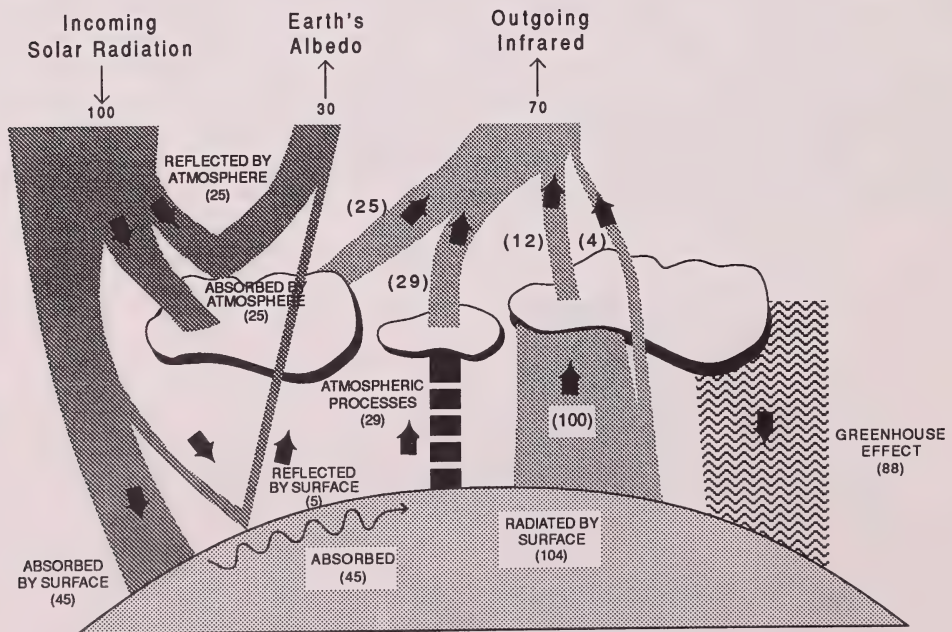 Incoming
Solar Radiation
100
Earth's
Albedo
30
Outgoing
Infrared
70
REFLECTED BY
ATMOSPHERE
(25)
ABSORBED BY
ATMOSPHERE
(25)
(25)
(29)
(12)
(4)
ATMOSPHERIC
PROCESSES
(29)
(100)
GREENHOUSE
EFFECT
(88)
REFLECTED
BY SURFACE
(5)
ABSORBED
BY SURFACE
(45)
ABSORBED
(45)
RADIATED BY
SURFACE
(104)